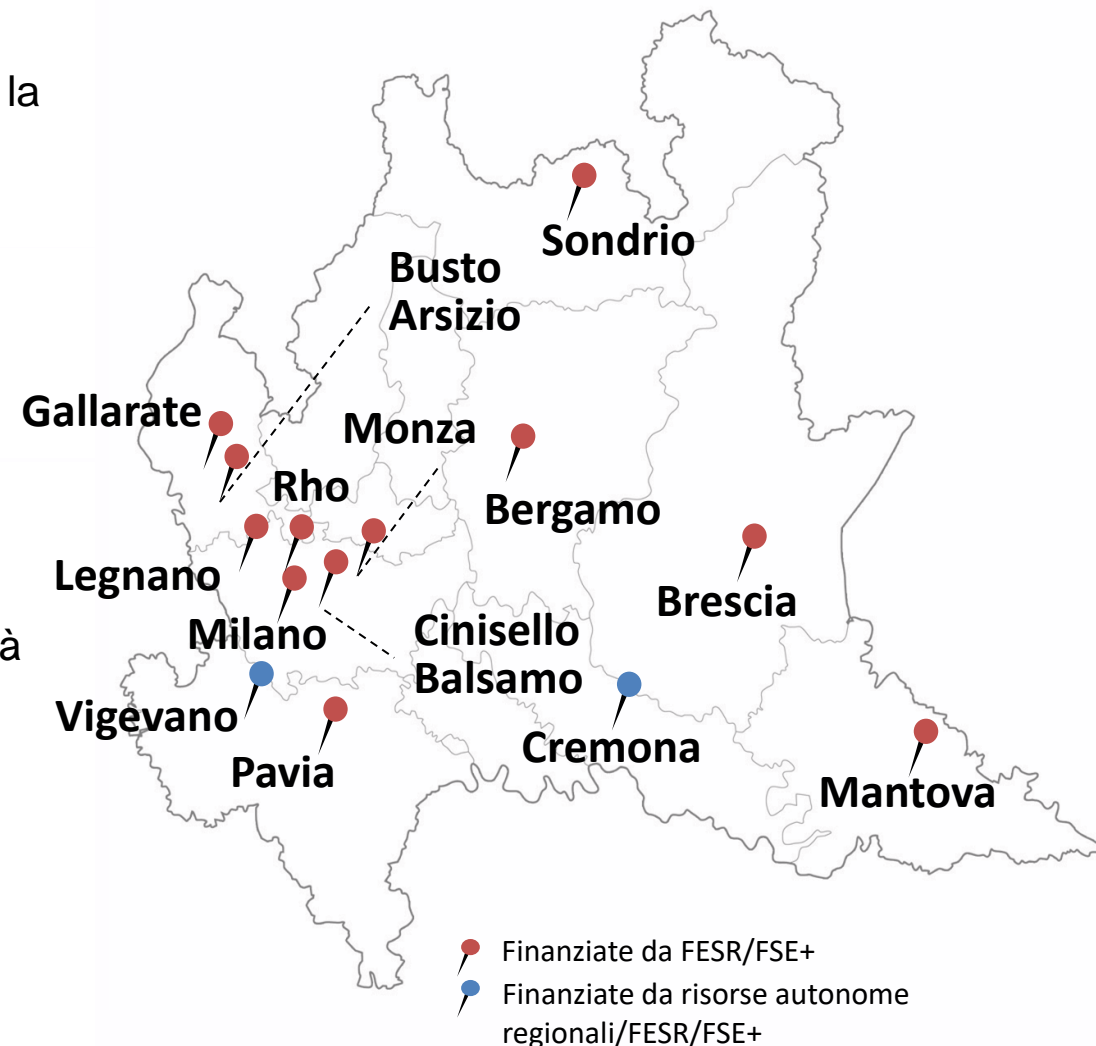 la
Sondrio
Busto
Arsizio
Gallarate
Monza
Rho
Bergamo
Legnano
Brescia
Milano
Cinisello
Balsamo
à
Vigevano
Cremona
Pavia
Mantova
Finanziate da FESR/FSE+
Finanziate da risorse autonome
regionali/FESR/FSE+